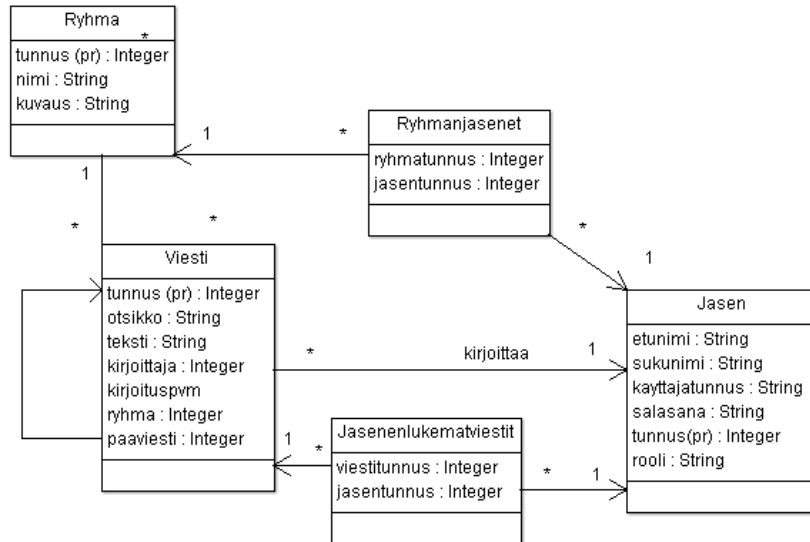 Ryhma
*
tunnus (pr) : Integer
nimi : String
kuvaus : String
1
*
Ryhmanjasenet
ryhmatunnus : Integer
jasentunnus : Integer
1
*
*
*
1
Viesti
tunnus (pr) : Integer
otsikko : String
teksti : String
kirjoittaja : Integer
kirjoituspvm
ryhma : Integer
paaviesti : Integer
*
kirjoittaa
1
Jasen
etunimi : String
sukunimi : String
kayttajatunnus : String
salasana : String
tunnus(pr) : Integer
rooli : String
1
*
Jasenenlukematviestit
viestitunnus : Integer
jasentunnus : Integer
*
1